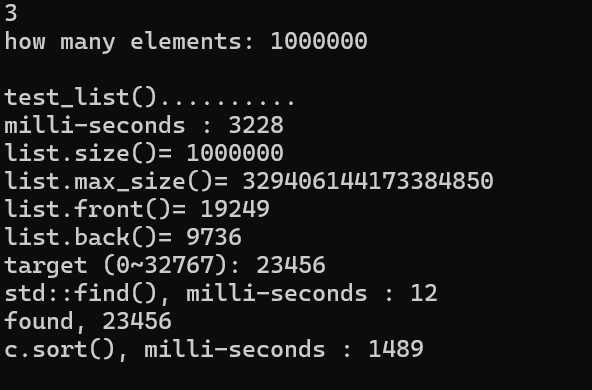 3
how many elements: 1000000
test_list()..........
milli-seconds : 3228
list.size()= 1000000
list.max_size()= 329406144173384850
list.front()= 19249
list.back()= 9736
target (0~32767): 23456
std::find(), milli-seconds : 12
found, 23456
c.sort(), milli-seconds : 1489